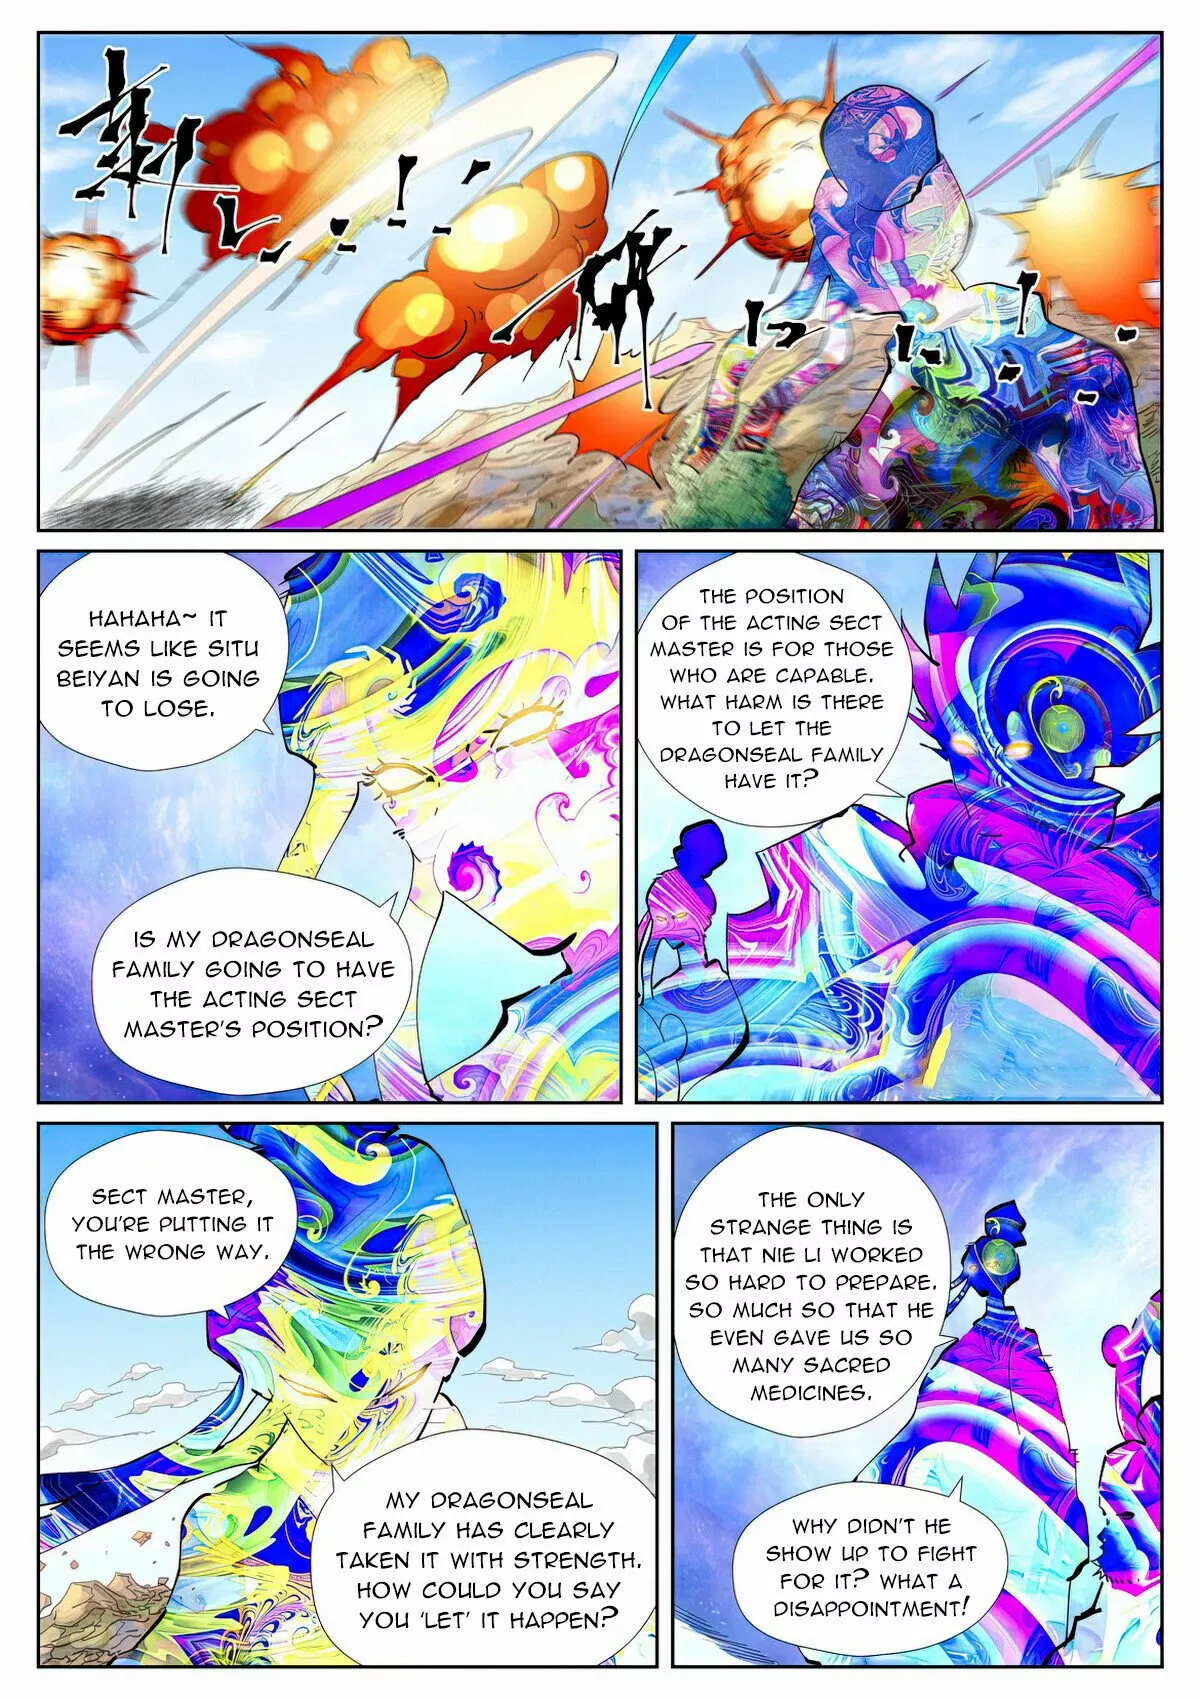 HAHAHA~ IT
SEEMS LIKE SITU
BEIYAN IS GOING
TO LOSE.
IS MY DRAGONSEAL
FAMILY GOING TO HAVE
THE ACTING SECT
MASTER'S POSITION?
THE POSITION
OF THE ACTING SECT
MASTER IS FOR THOSE
WHO ARE CAPABLE.
WHAT HARM IS THERE
TO LET THE
DRAGONSEAL FAMILY
HAVE IT?
SECT MASTER,
YOU'RE PUTTING IT
THE WRONG WAY.
MY DRAGONSEAL
FAMILY HAS CLEARLY
TAKEN IT WITH STRENGTH.
HOW COULD YOU SAY
YOU 'LET' IT HAPPEN?
THE ONLY
STRANGE THING IS
THAT NIE LI WORKED
SO HARD TO PREPARE.
SO MUCH SO THAT HE
EVEN GAVE US SO
MANY SACRED
MEDICINES.
WHY DIDN'T HE
SHOW UP TO FIGHT
FOR IT? WHAT A
DISAPPOINTMENT!